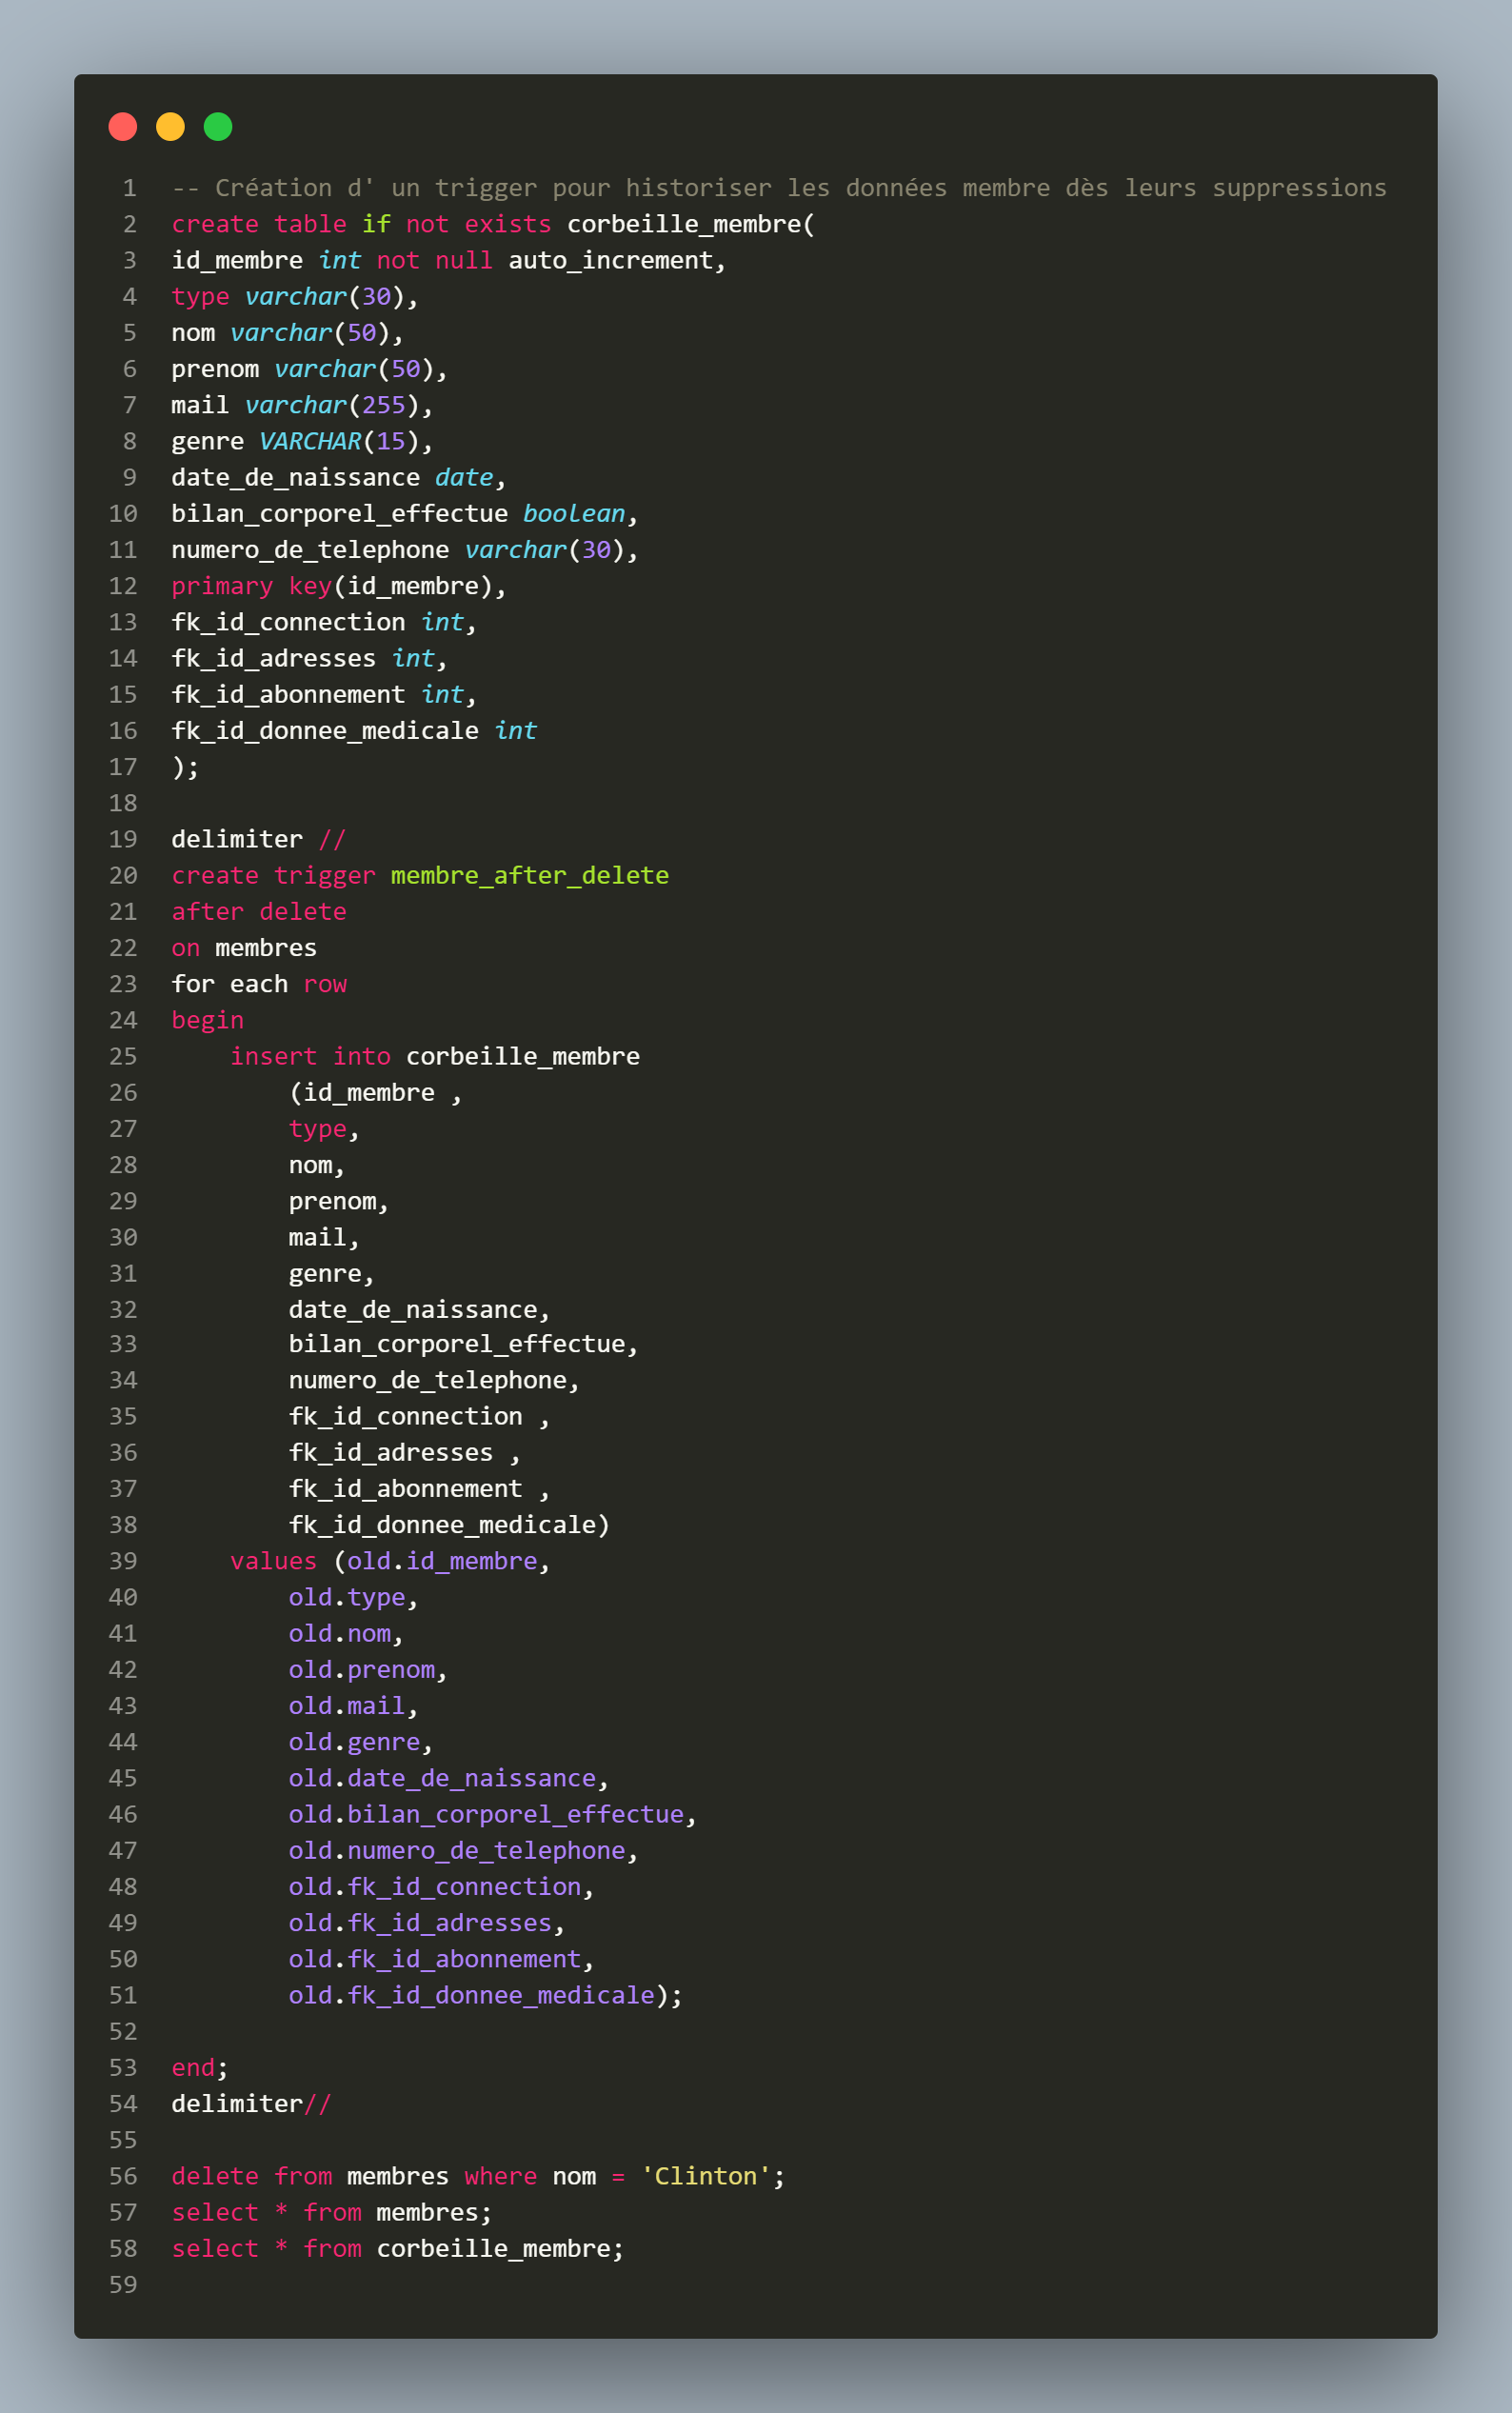 1 -- Création d' un trigger pour historiser les données membre dès leurs suppressions
2 create table if not exists corbeille_membre(
3 id_membre int not null auto_increment,
4 type varchar(30),
5 nom varchar(50),
6 prenom varchar(50),
7 mail varchar(255),
8 genre VARCHAR(15),
9 date_de_naissance date,
10 bilan_corporel_effectue boolean,
11 numero_de_telephone varchar(30),
12 primary key(id_membre),
13 fk_id_connection int,
14 fk_id_adresses int,
15 fk_id_abonnement int,
16 fk_id_donnee_medicale int
17 );
18
19 delimiter //
20 create trigger membre_after_delete
21 after delete
22 on membres
23 for each row
24 begin
25     insert into corbeille_membre
26         (id_membre ,
27         type,
28         nom,
29         prenom,
30         mail,
31         genre,
32         date_de_naissance,
33         bilan_corporel_effectue,
34         numero_de_telephone,
35         fk_id_connection ,
36         fk_id_adresses ,
37         fk_id_abonnement ,
38         fk_id_donnee_medicale)
39     values (old.id_membre,
40         old.type,
41         old.nom,
42         old.prenom,
43         old.mail,
44         old.genre,
45         old.date_de_naissance,
46         old.bilan_corporel_effectue,
47         old.numero_de_telephone,
48         old.fk_id_connection,
49         old.fk_id_adresses,
50         old.fk_id_abonnement,
51         old.fk_id_donnee_medicale);
52
53 end;
54 delimiter//
55
56 delete from membres where nom = 'Clinton';
57 select * from membres;
58 select * from corbeille_membre;
59